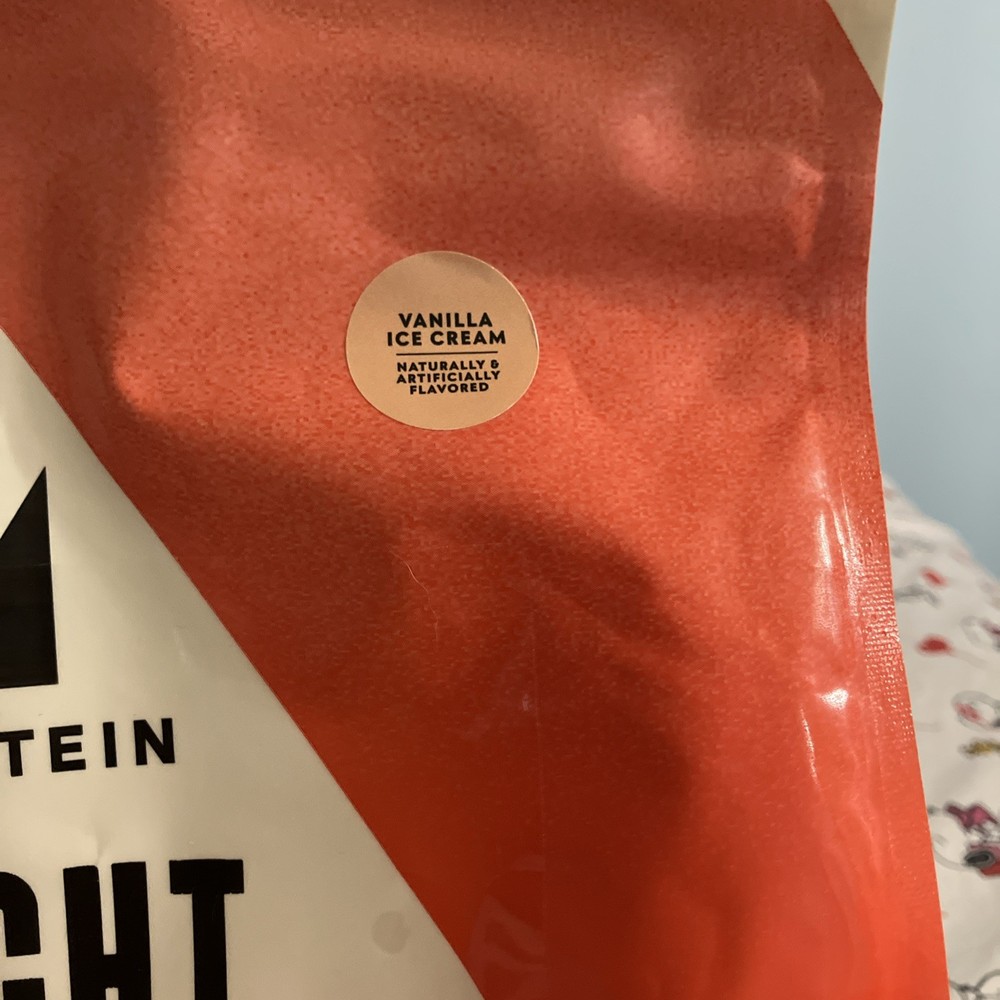 VANILLA
ICE CREAM
NATURALLY &
ARTIFICIALLY
FLAVORED
TEIN
GHT